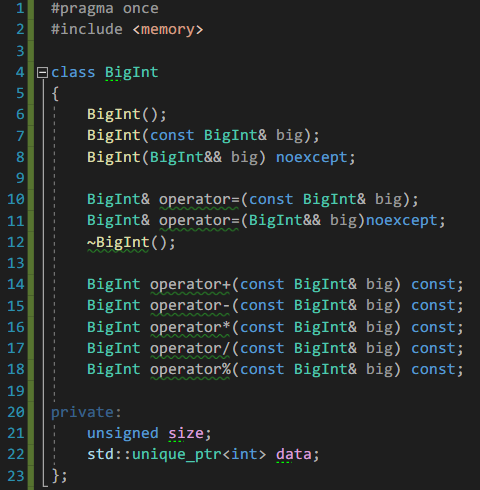 1 #pragma once
2 #include <memory>
3
4 class BigInt
5 {
6 BigInt();
7 BigInt(const BigInt& big);
8 BigInt(BigInt&& big) noexcept;
9
10 BigInt& operator=(const BigInt& big);
11 BigInt& operator=(BigInt&& big)noexcept;
12 ~BigInt();
13
14 BigInt operator+(const BigInt& big) const;
15 BigInt operator-(const BigInt& big) const;
16 BigInt operator*(const BigInt& big) const;
17 BigInt operator/(const BigInt& big) const;
18 BigInt operator%(const BigInt& big) const;
19
20 private:
21 unsigned size;
22 std::unique_ptr<int> data;
23 };